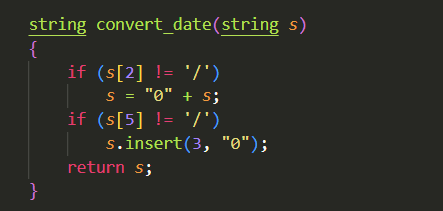 string convert_date(string s)
{
    if (s[2] != '/')
        s = "0" + s;
    if (s[5] != '/')
        s.insert(3, "0");
    return s;
}